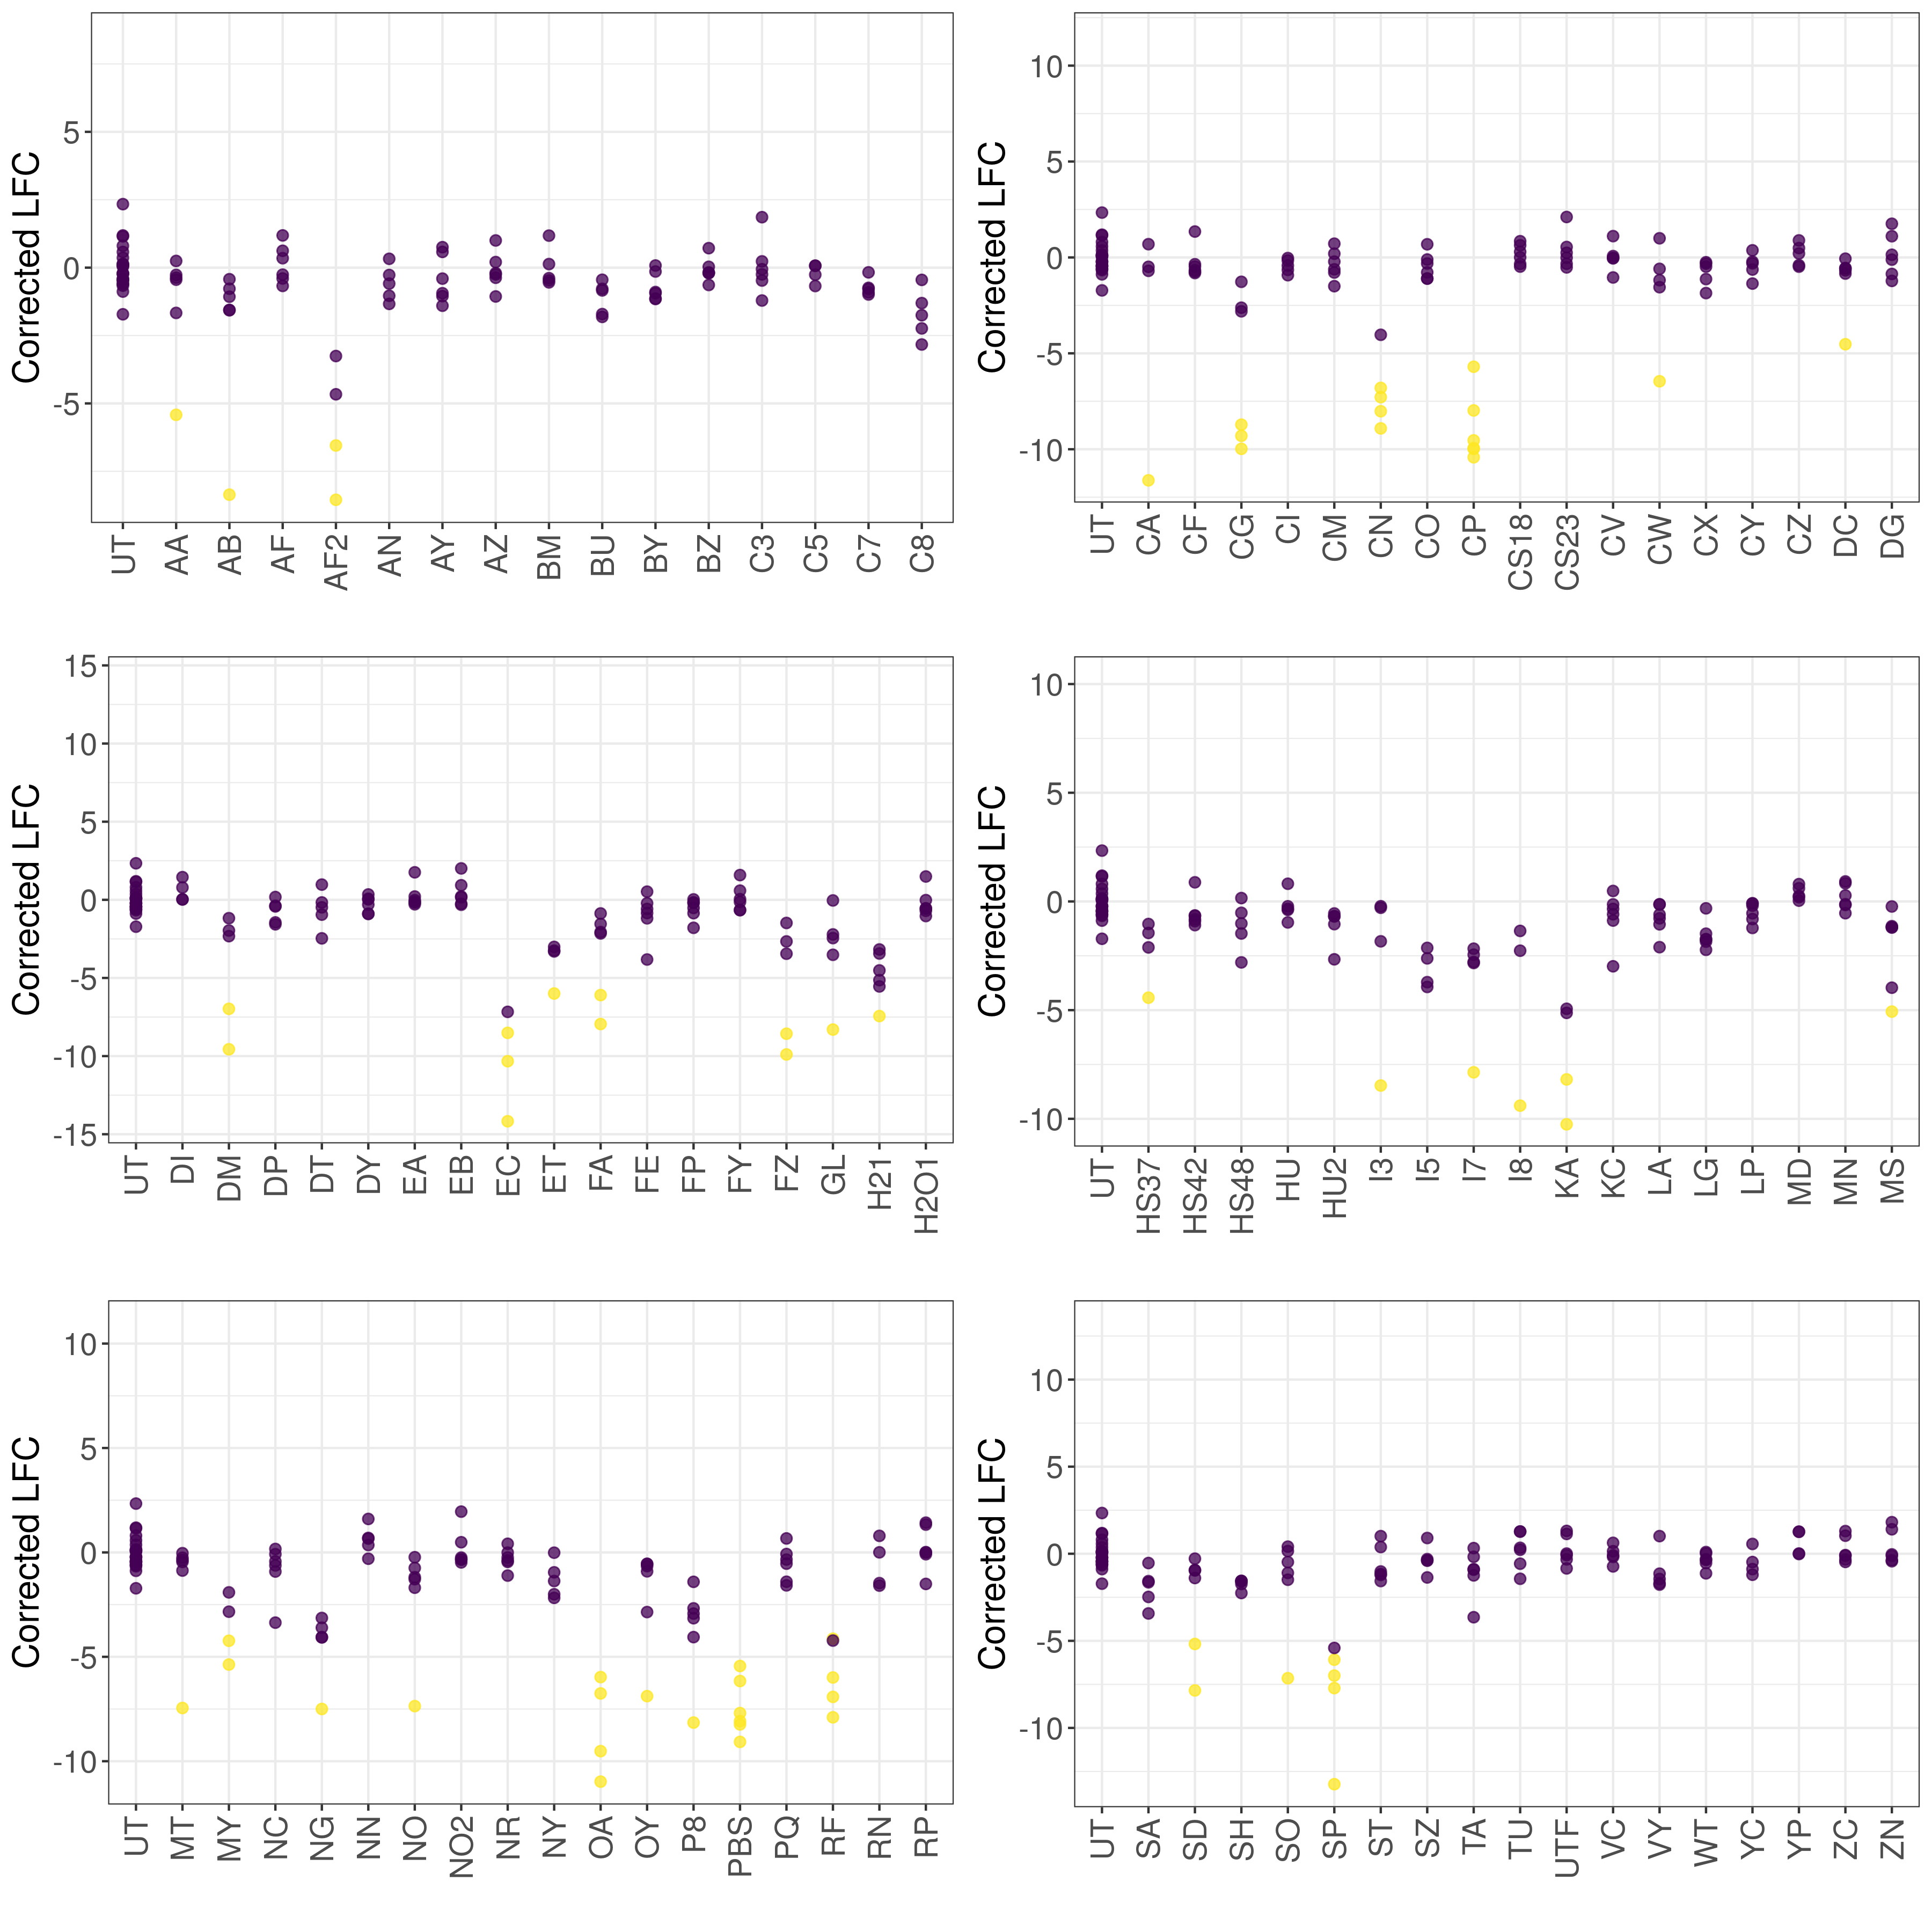 Corrected LFC
5
0
-5
UT AA AB AF AF2 AN AY AZ BM BU BY BZ C3 C5 C7 C8
Corrected LFC
10
5
0
-5
-10
UT CA CF CG CI CM CN CO CP CS18 CS23 CV CW CX CY CZ DC DG
Corrected LFC
15
10
5
0
-5
-10
-15
UT DI DM DP DT DY EA EB EC ET FA FE FP FY FZ GL H21 H2O1
Corrected LFC
10
5
0
-5
-10
UT HS37 HS42 HS48 HU HU2 I3 I5 I7 I8 KA KC LA LG LP MD MN MS
Corrected LFC
10
5
0
-5
-10
UT MT MY NC NG NN NO NO2 NR NY OA OY P8 PBS PQ RF RN RP
Corrected LFC
10
5
0
-5
-10
UT SA SD SH SO SP ST SZ TA TU UTF VC VY WT YC YP ZC ZN